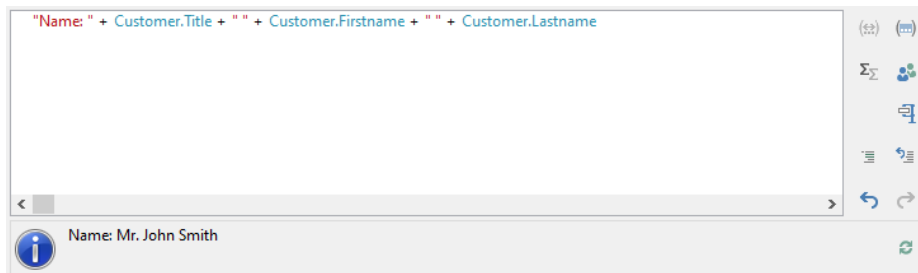 "Name: " + Customer.Title + " " + Customer.Firstname + " " + Customer.Lastname
Name: Mr. John Smith